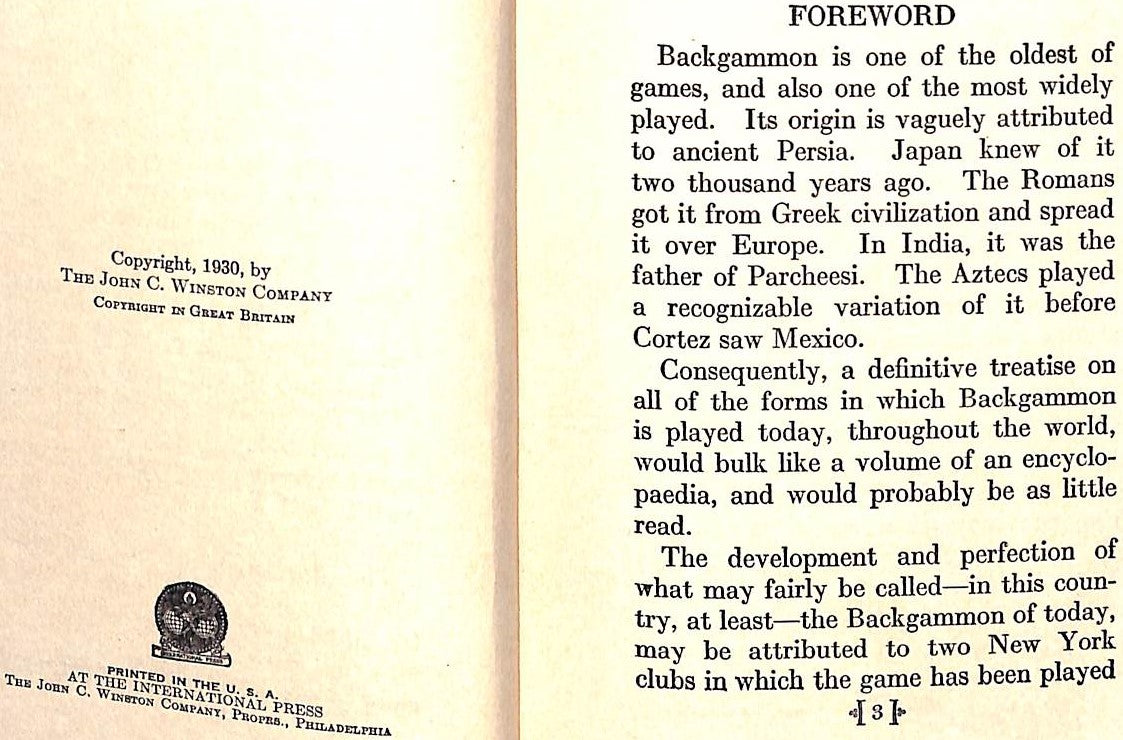 Copyright, 1930, by
THE JOHN C. WINSTON COMPANY
COPYRIGHT IN GREAT BRITAIN
INTERNATIONAL PRESS
PRINTED IN THE U. S. A.
AT THE INTERNATIONAL PRESS
THE JOHN C. WINSTON COMPANY, PROPRS., PHILADELPHIA
FOREWORD
Backgammon is one of the oldest of
games, and also one of the most widely
played. Its origin is vaguely attributed
to ancient Persia. Japan knew of it
two thousand years ago. The Romans
got it from Greek civilization and spread
it over Europe. In India, it was the
father of Parcheesi. The Aztecs played
a recognizable variation of it before
Cortez saw Mexico.
Consequently, a definitive treatise on
all of the forms in which Backgammon
is played today, throughout the world,
would bulk like a volume of an encyclo-
paedia, and would probably be as little
read.
The development and perfection of
what may fairly be called—in this coun-
try, at least—the Backgammon of today,
may be attributed to two New York
clubs in which the game has been played
[3]